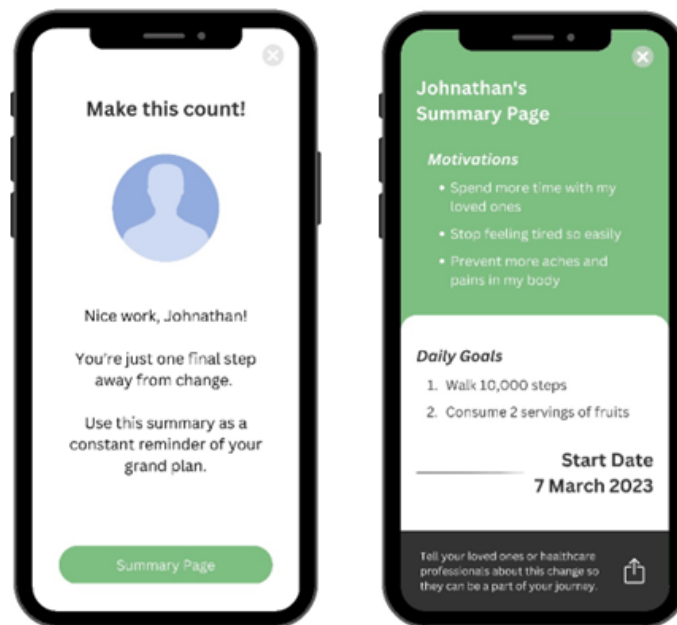 Make this count!
Nice work, Johnathan!
You're just one final step
away from change.
Use this summary as a
constant reminder of your
grand plan.
Summary Page
Johnathan's
Summary Page
Motivations
• Spend more time with my
loved ones
• Stop feeling tired so easily
• Prevent more aches and
pains in my body
Daily Goals
1. Walk 10,000 steps
2. Consume 2 servings of fruits
Start Date
7 March 2023
Tell your loved ones or healthcare
professionals about this change so
they can be a part of your journey.